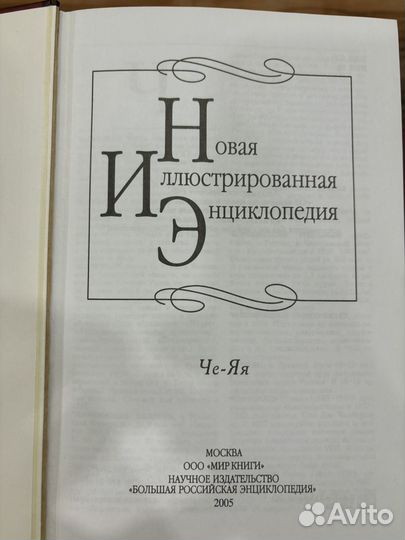 Новая
Иллюстрированная
Энциклопедия
Че-Яя
МОСКВА
ООО «МИР КНИГИ»
НАУЧНОЕ ИЗДАТЕЛЬСТВО
«БОЛЬШАЯ РОССИЙСКАЯ ЭНЦИКЛОПЕДИЯ»
2005
Avito